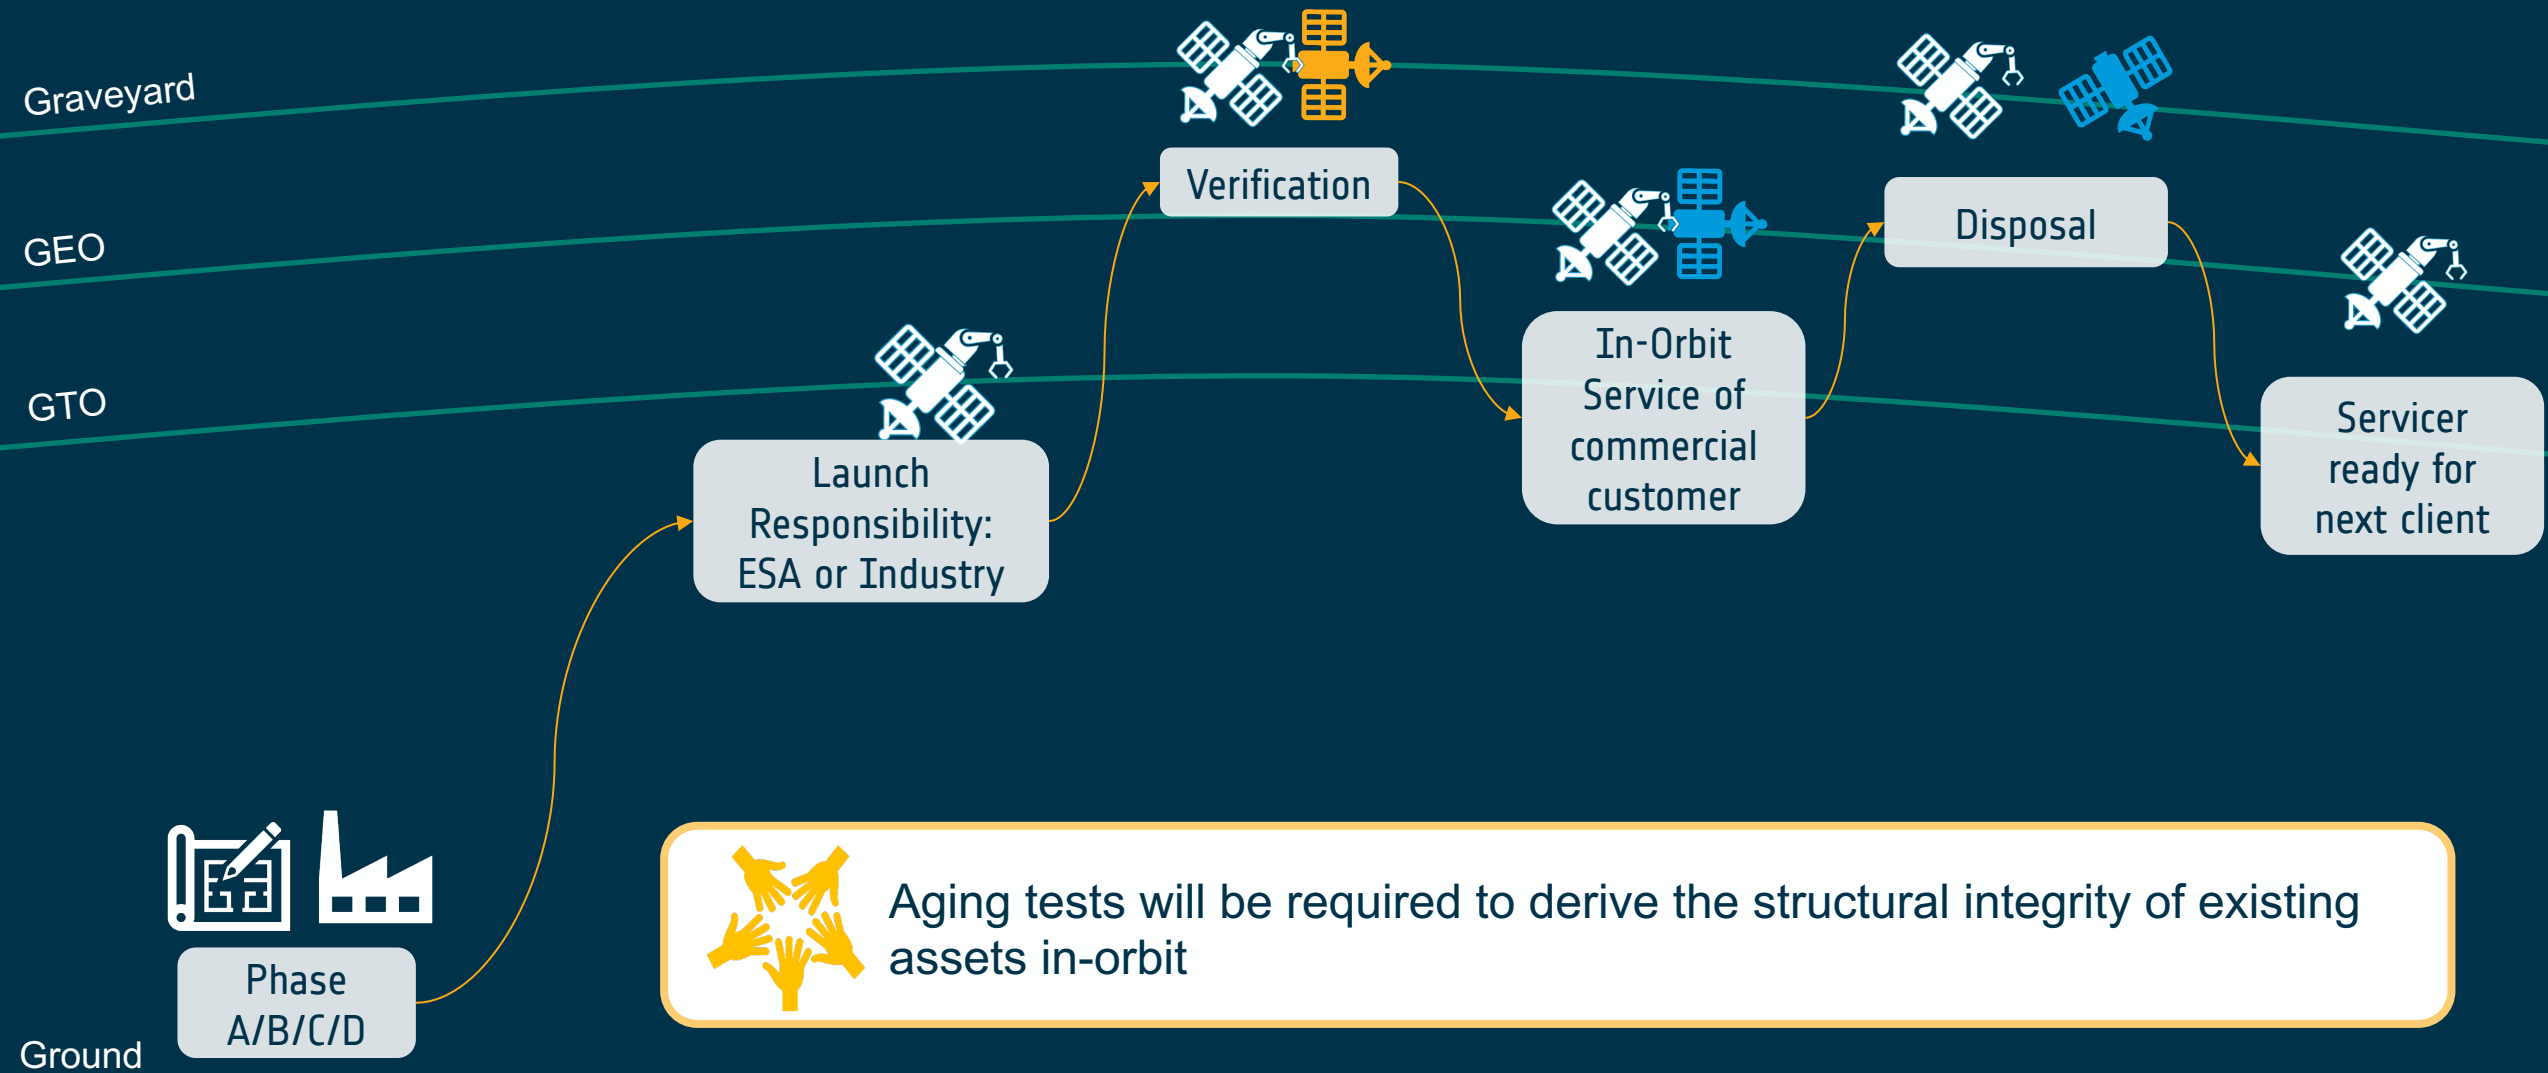 Graveyard
GEO
GTO
Verification
Disposal
In-Orbit
Service of
commercial
customer
Servicer
ready for
next client
Launch
Responsibility:
ESA or Industry
Aging tests will be required to derive the structural integrity of existing
assets in-orbit
Phase
A/B/C/D
Ground